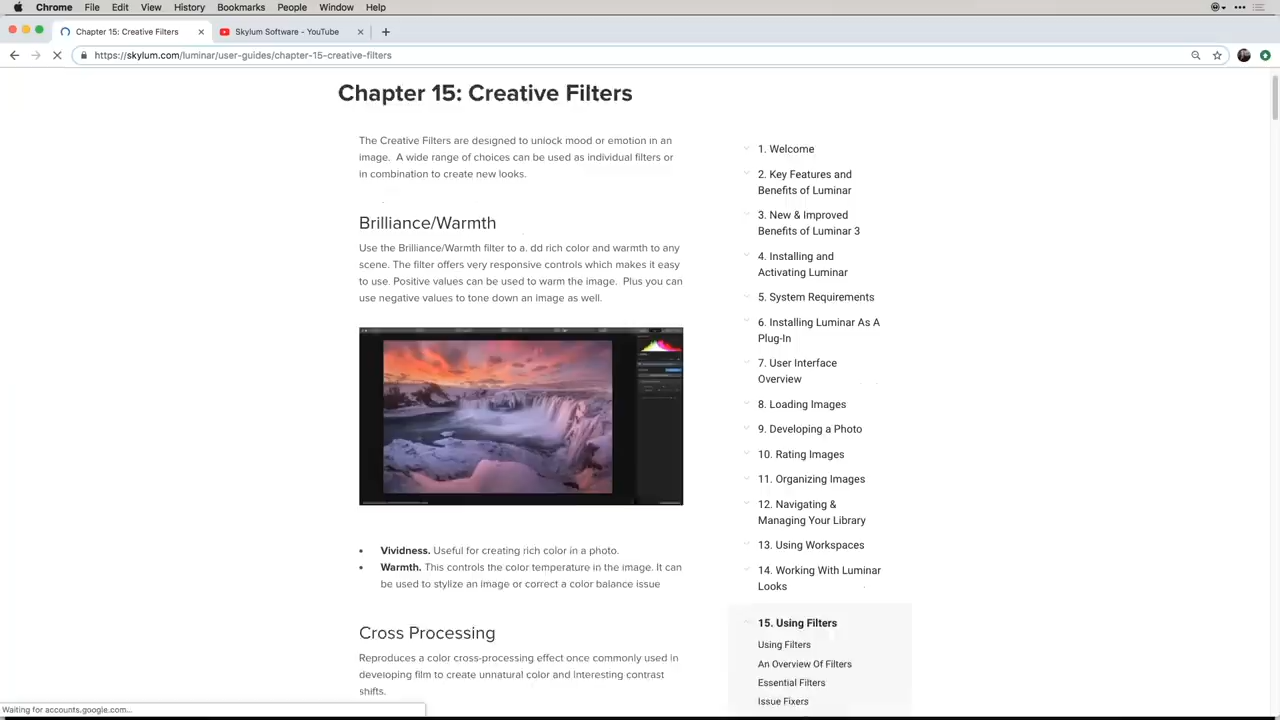 Chrome File Edit View History Bookmarks People Window Help
Chapter 15: Creative Filters
Skylum Software - YouTube
https://skylum.com/luminar/user-guides/chapter-15-creative-filters
Chapter 15: Creative Filters
The Creative Filters are designed to unlock mood or emotion in an
image. A wide range of choices can be used as individual filters or
in combination to create new looks.
Brilliance/Warmth
Use the Brilliance/Warmth filter to a. dd rich color and warmth to any
scene. The filter offers very responsive controls which makes it easy
to use. Positive values can be used to warm the image. Plus you can
use negative values to tone down an image as well.
• Vividness. Useful for creating rich color in a photo.
• Warmth. This controls the color temperature in the image. It can
be used to stylize an image or correct a color balance issue
Cross Processing
Reproduces a color cross-processing effect once commonly used in
developing film to create unnatural color and interesting contrast
shifts.
1. Welcome
2. Key Features and
Benefits of Luminar
3. New & Improved
Benefits of Luminar 3
4. Installing and
Activating Luminar
5. System Requirements
6. Installing Luminar As A
Plug-In
7. User Interface
Overview
8. Loading Images
9. Developing a Photo
10. Rating Images
11. Organizing Images
12. Navigating &
Managing Your Library
13. Using Workspaces
14. Working With Luminar
Looks
15. Using Filters
Using Filters
An Overview Of Filters
Essential Filters
Issue Fixers
Waiting for accounts.google.com...